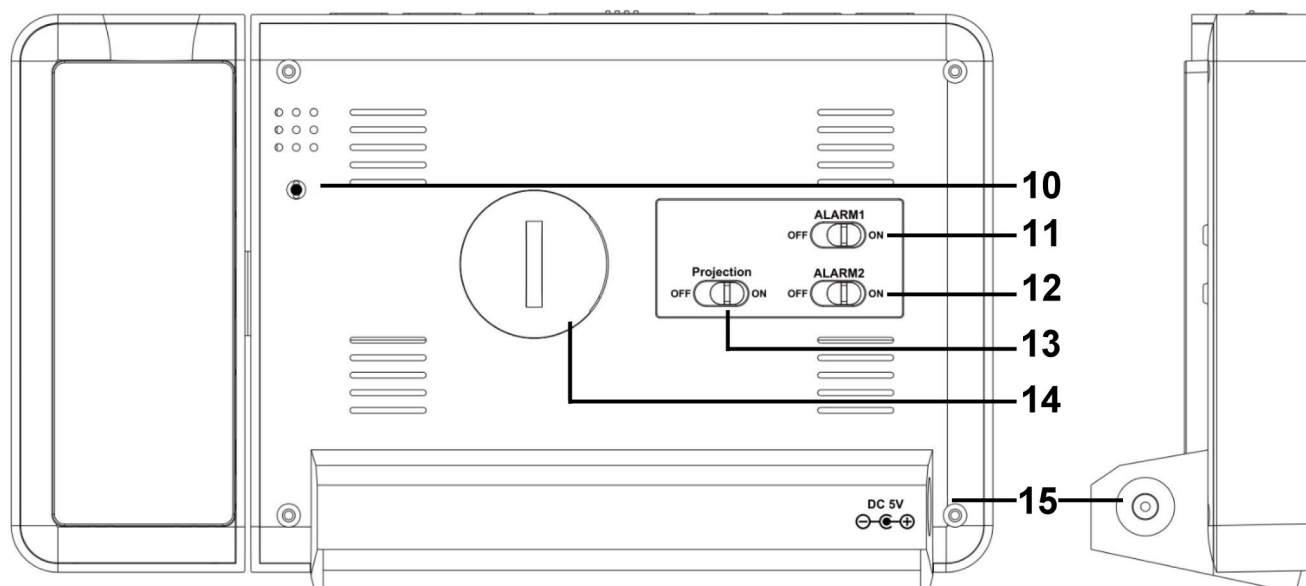 10
ALARM1
OFF ON 11
Projection ALARM2
OFF ON OFF ON 12
13
14
DC 5V
15